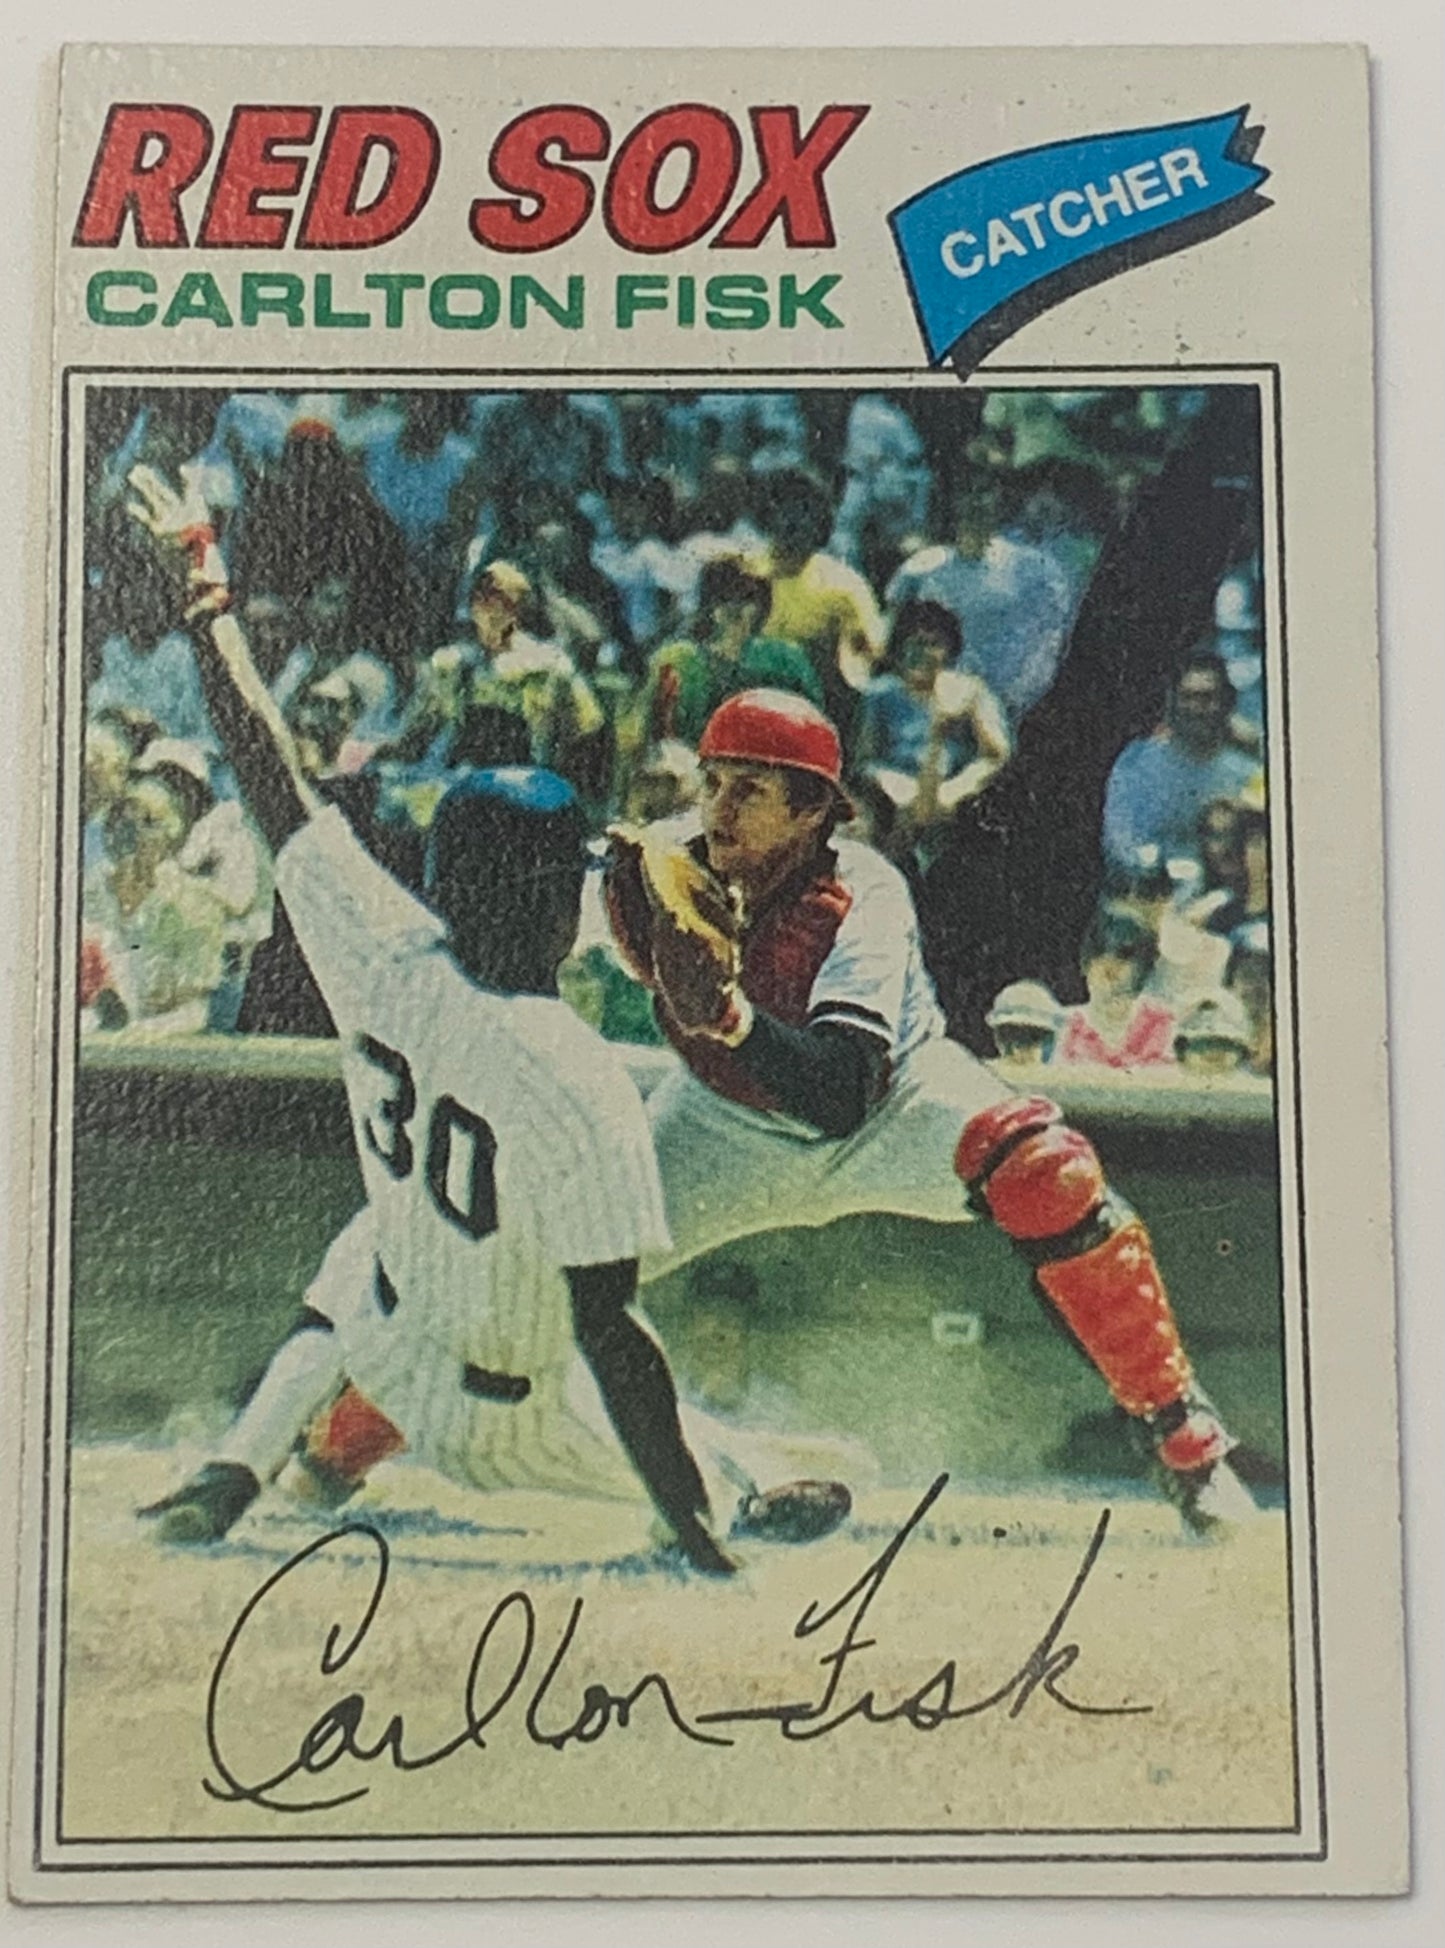 RED SOX
CARLTON FISK
CATCHER
30
Carlton Fisk